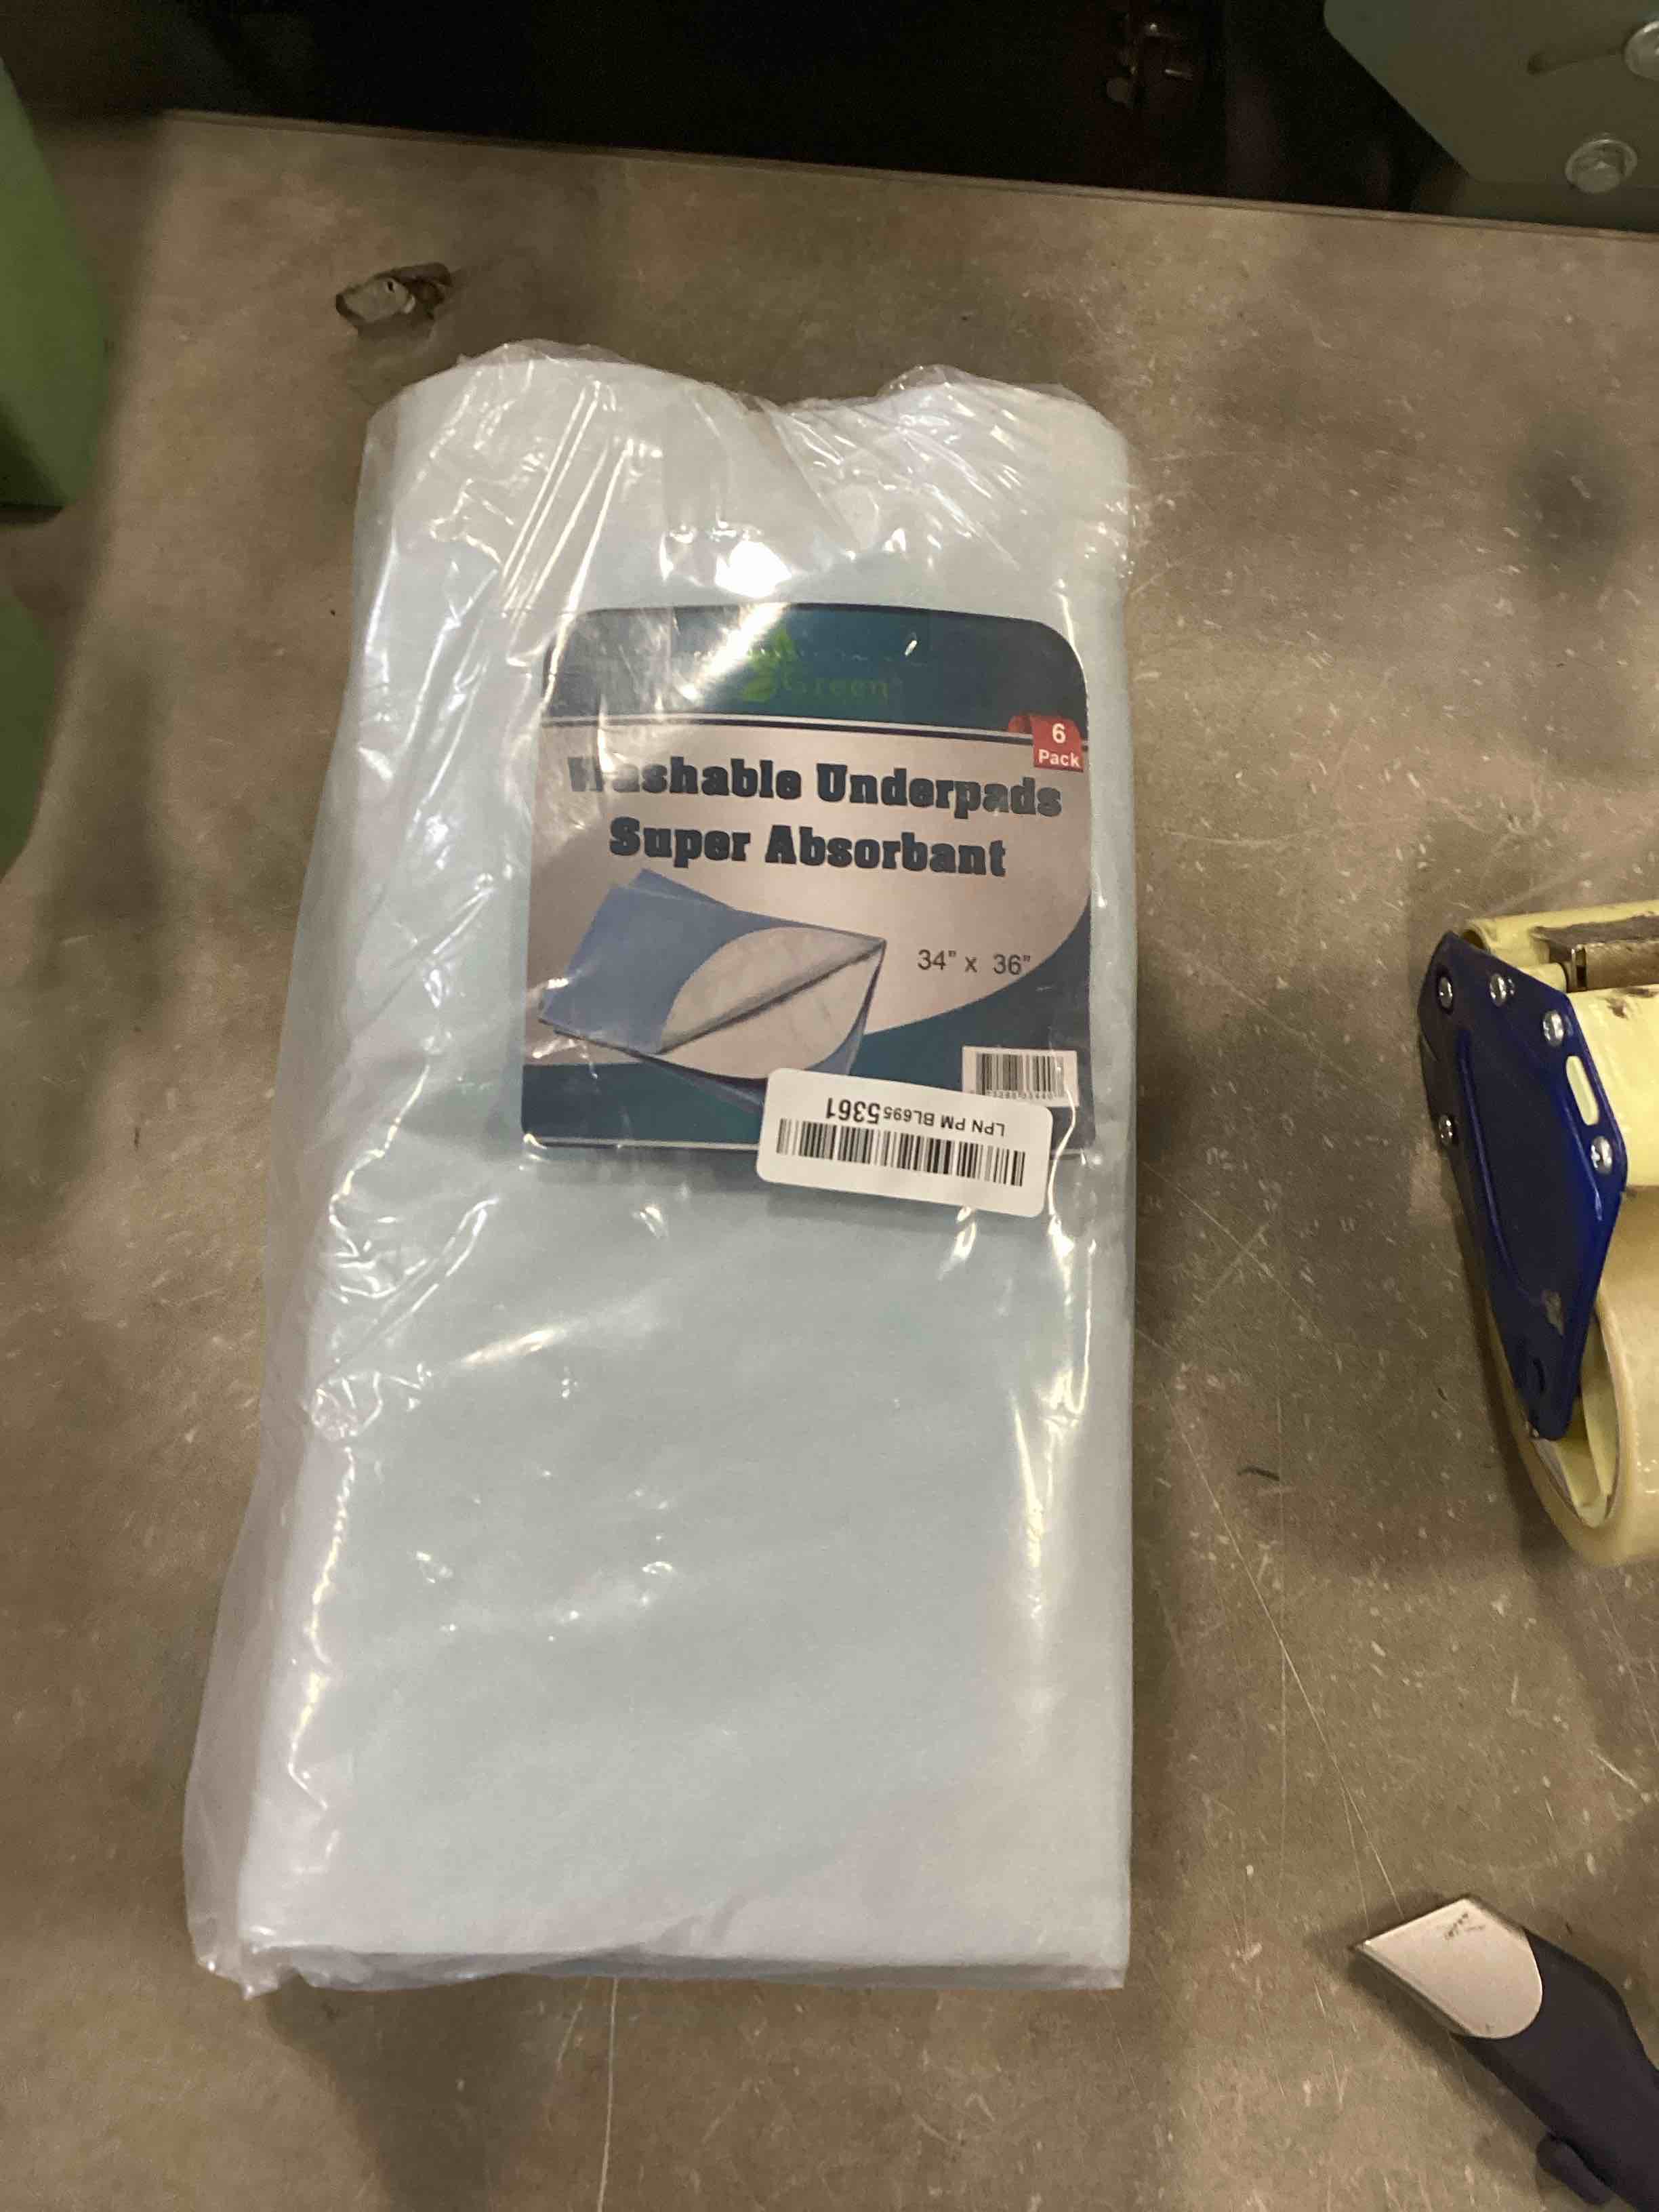 Green
6
Pack
Washable Underpads
Super Absorbant
34" x 36"
LPN PM BL6955361